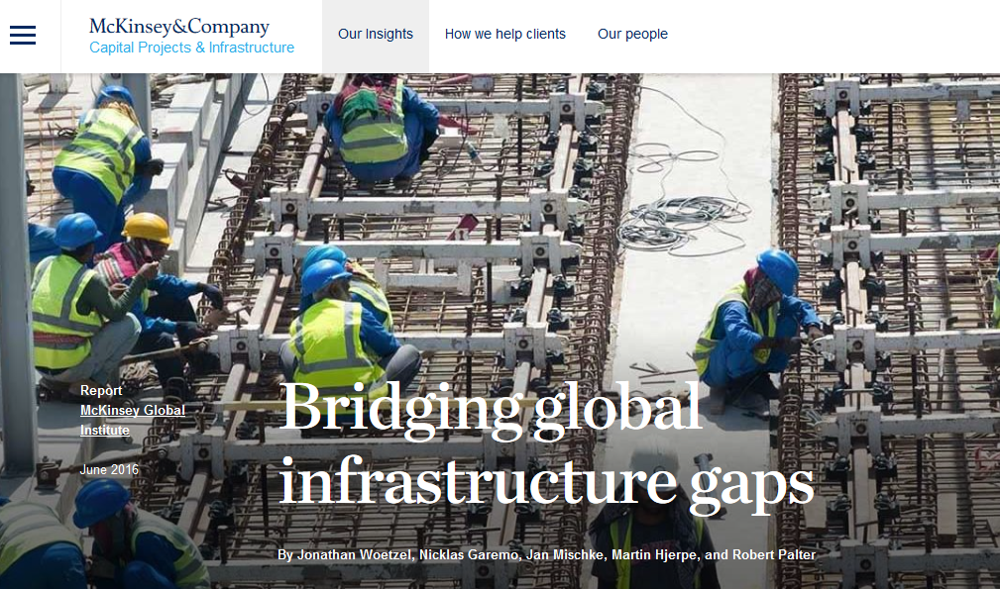 McKinsey&Company
Capital Projects & Infrastructure
Our Insights
How we help clients
Our people
Report
McKinsey Global
Institute
June 2016
Bridging global
infrastructure gaps
By Jonathan Woetzel, Nicklas Garemo, Jan Mischke, Martin Hjerpe, and Robert Palter